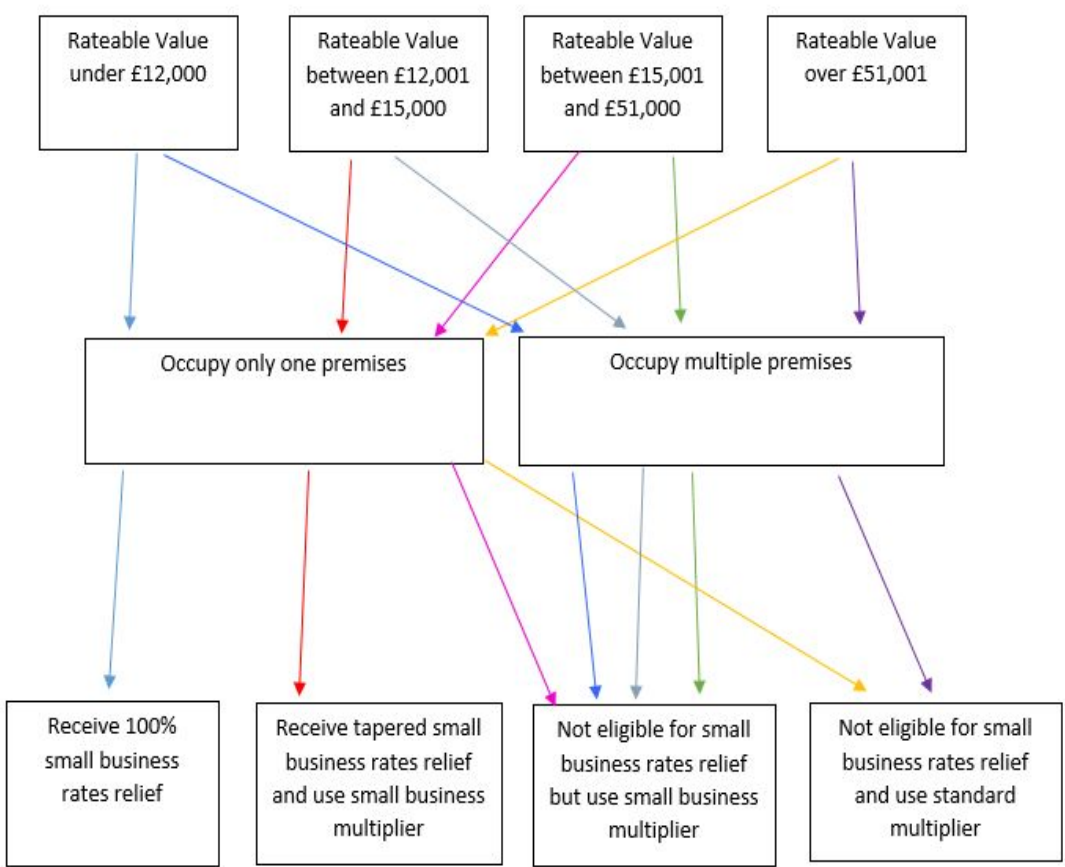 Rateable Value
under £12,000
Rateable Value
between £12,001
and £15,000
Rateable Value
between £15,001
and £51,000
Rateable Value
over £51,001
Occupy only one premises
Occupy multiple premises
Receive 100%
small business
rates relief
Receive tapered small
business rates relief
and use small business
multiplier
Not eligible for small
business rates relief
but use small business
multiplier
Not eligible for small
business rates relief
and use standard
multiplier